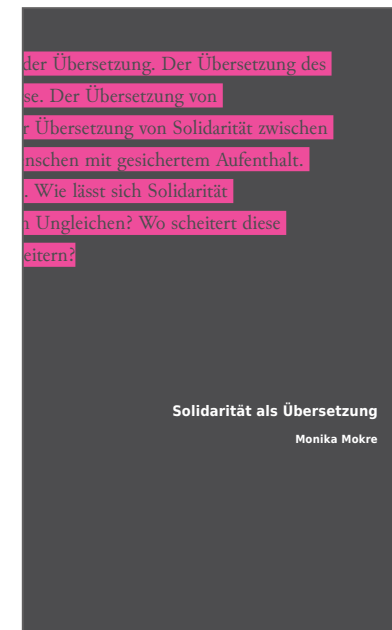 der Übersetzung. Der Übersetzung des
se. Der Übersetzung von
r Übersetzung von Solidarität zwischen
nschen mit gesichertem Aufenthalt.
. Wie lässt sich Solidarität
n Ungleichen? Wo scheitert diese
eitern?
Solidarität als Übersetzung
Monika Mokre